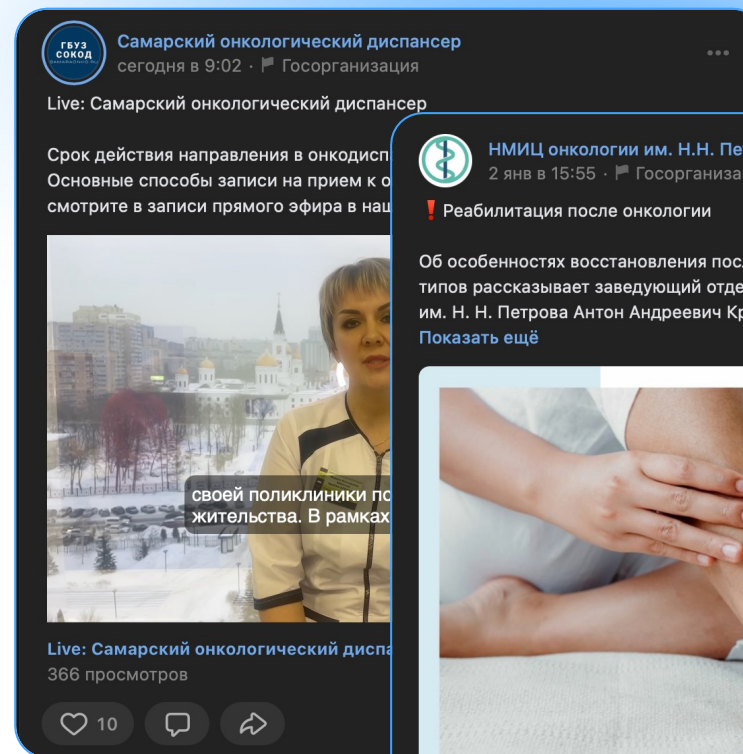 ГБУЗ
СОКОД
Самарский онкологический диспансер
сегодня в 9:02 · Госорганизация
Live: Самарский онкологический диспансер
Срок действия направления в онкодисп
Основные способы записи на прием к о
смотрите в записи прямого эфира в наш
своей поликлиники по
жительства. В рамках
Live: Самарский онкологический диспа
366 просмотров
10
НМИЦ онкологии им. Н.Н. Пе
2 янв в 15:55 · Госорганиза
❗ Реабилитация после онкологии
Об особенностях восстановления посл
типов рассказывает заведующий отде
им. Н. Н. Петрова Антон Андреевич Кр
Показать ещё